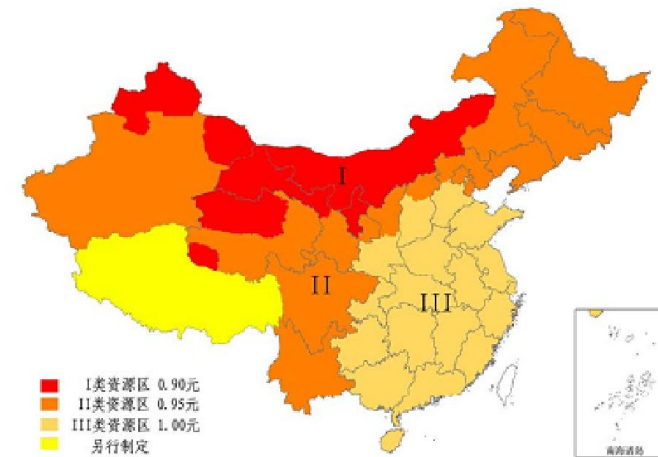 I
II
III
I类资源区 0.90元
II类资源区 0.95元
III类资源区 1.00元
另行制定
南海诸岛